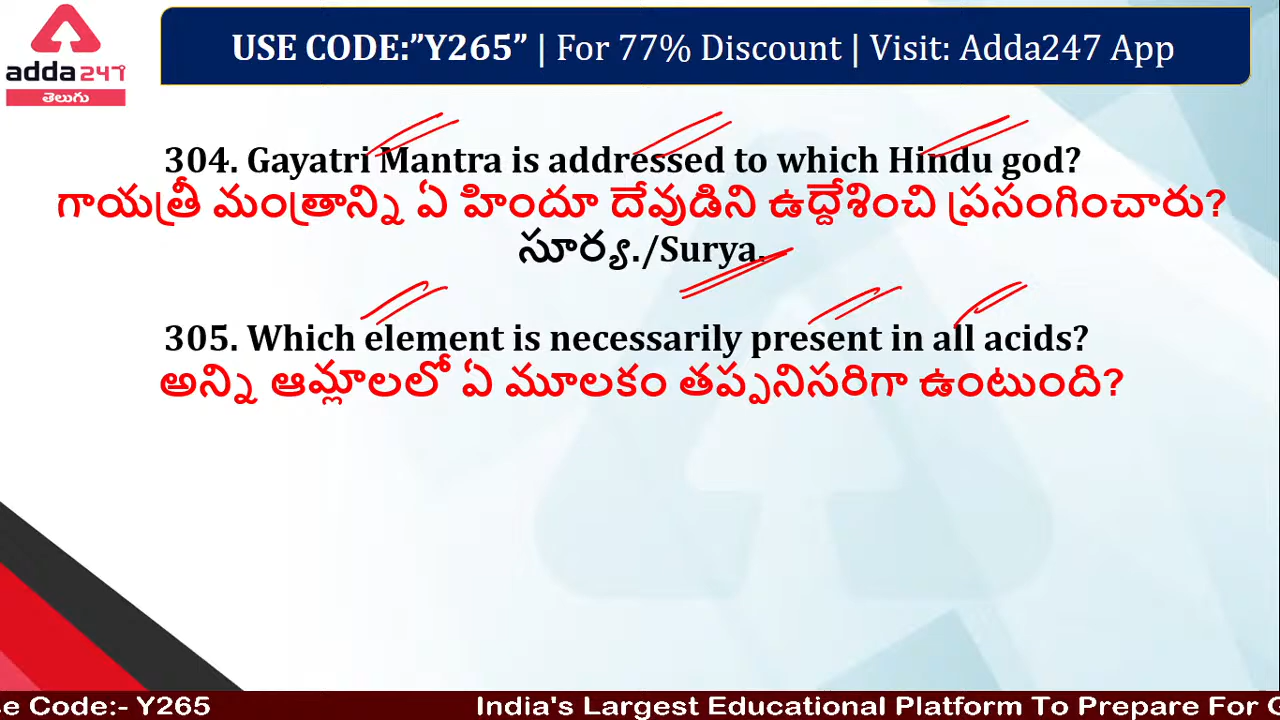 adda247
తెలుగు
USE CODE:”Y265” | For 77% Discount | Visit: Adda247 App
304. Gayatri Mantra is addressed to which Hindu god?
గాయత్రీ మంత్రాన్ని ఏ హిందూ దేవుడిని ఉద్దేశించి ప్రసంగించారు?
సూర్య./Surya.
305. Which element is necessarily present in all acids?
అన్ని ఆమ్లాలలో ఏ మూలకం తప్పనిసరిగా ఉంటుంది?
se Code:- Y265 India's Largest Educational Platform To Prepare For G